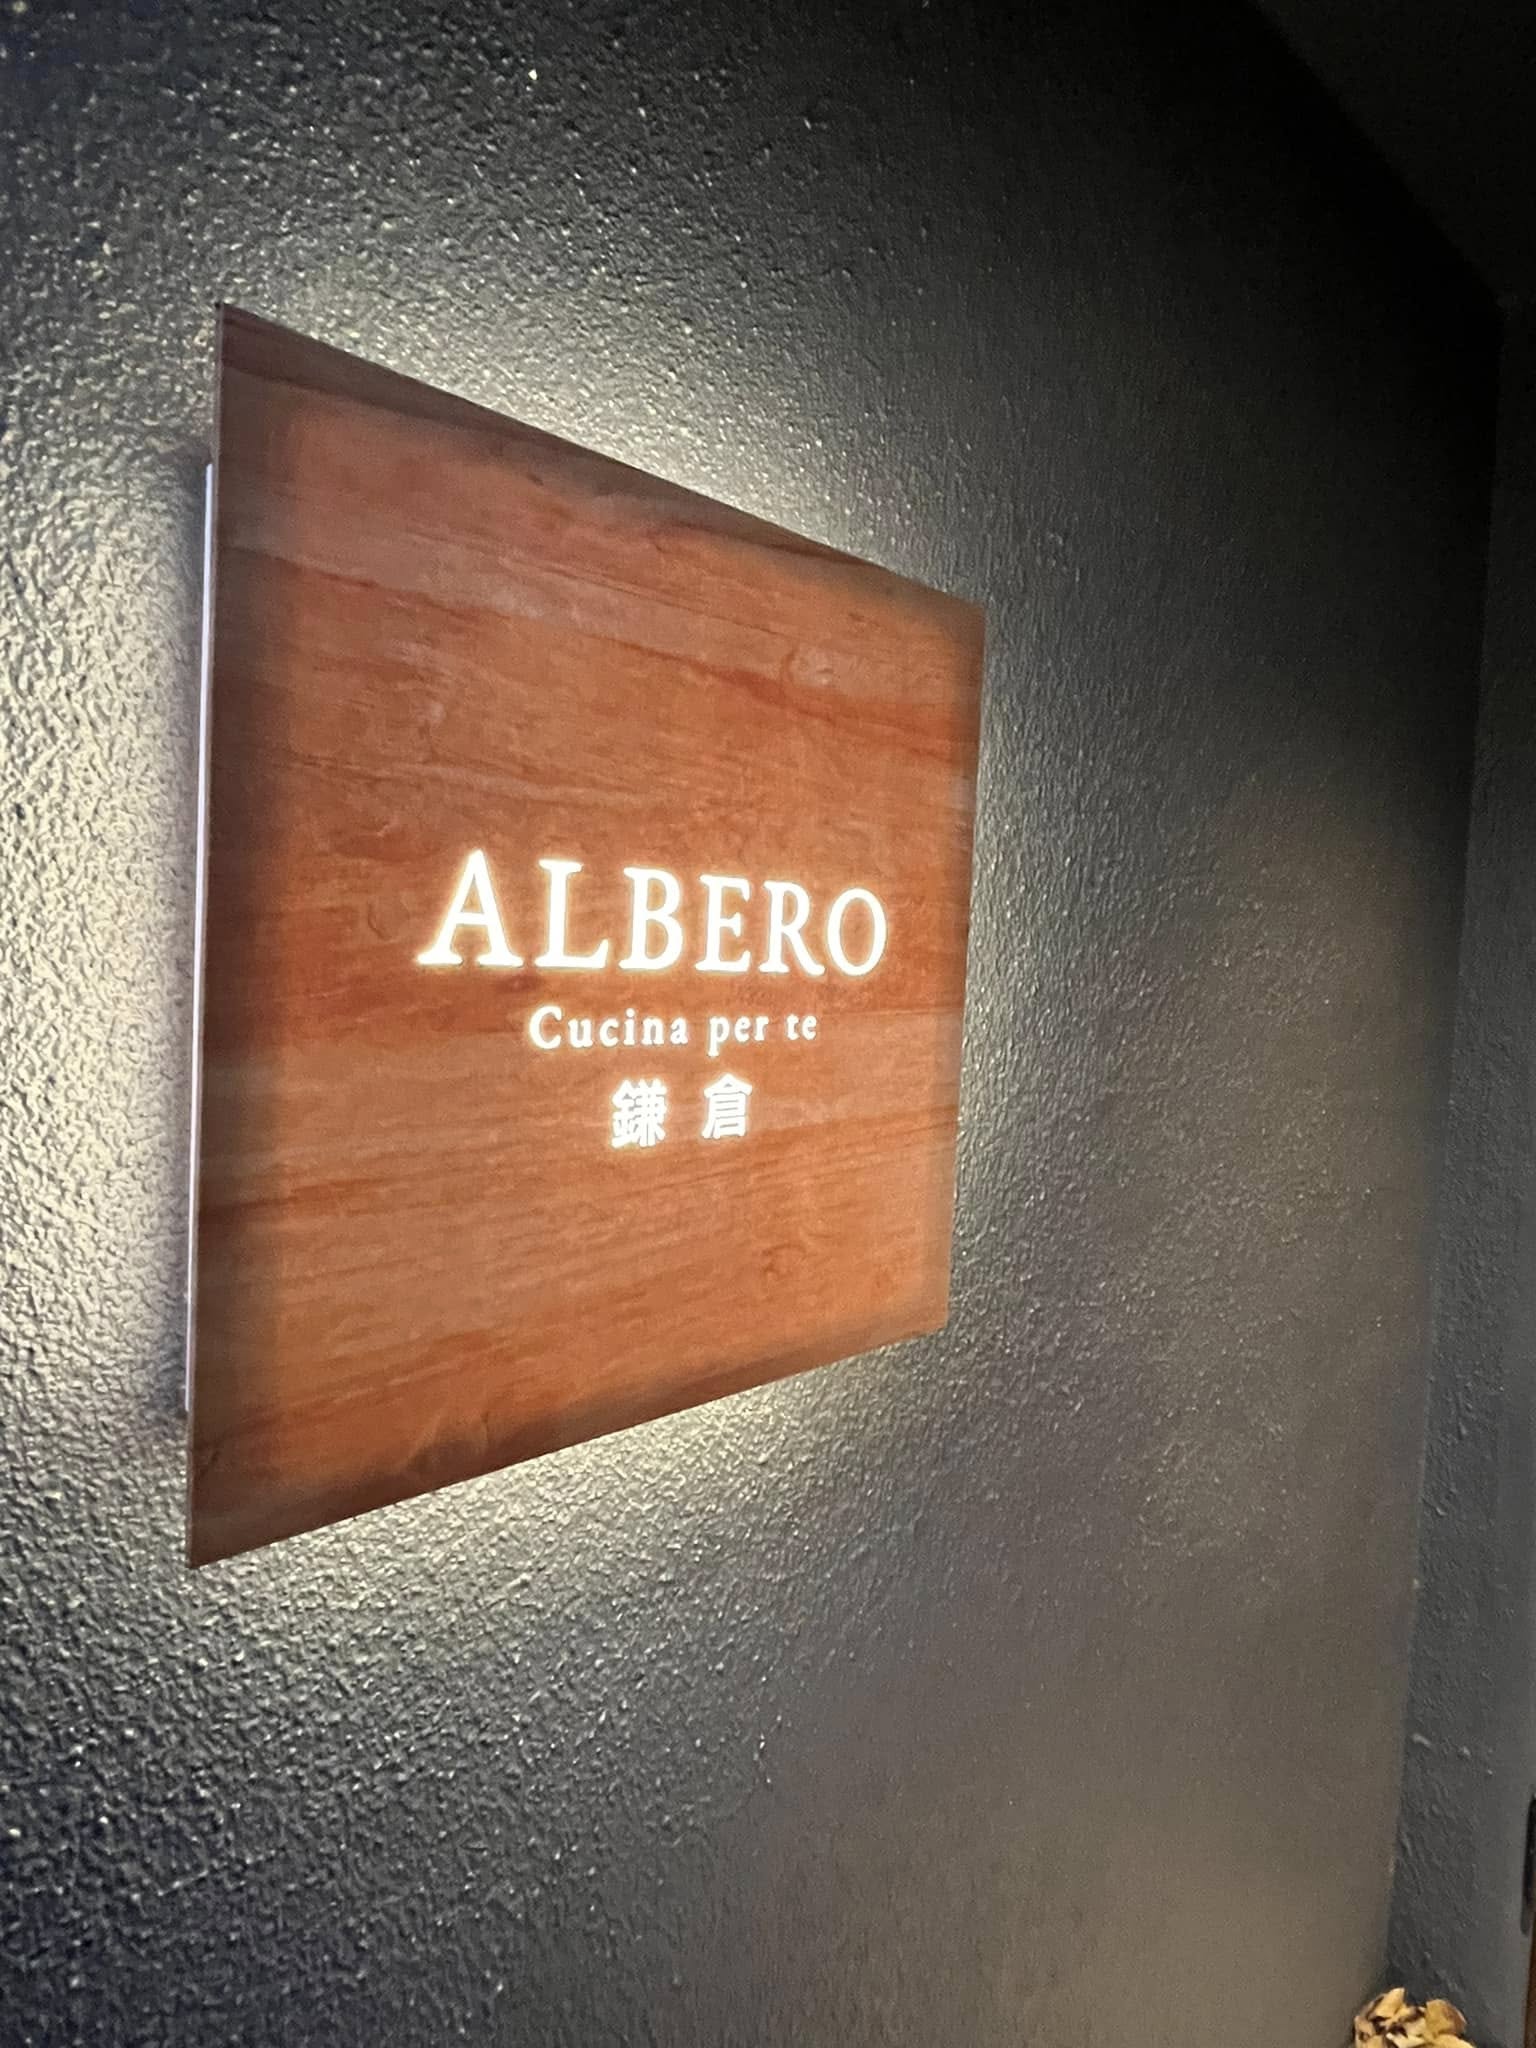 ALBERO
Cucina per te
鎌倉